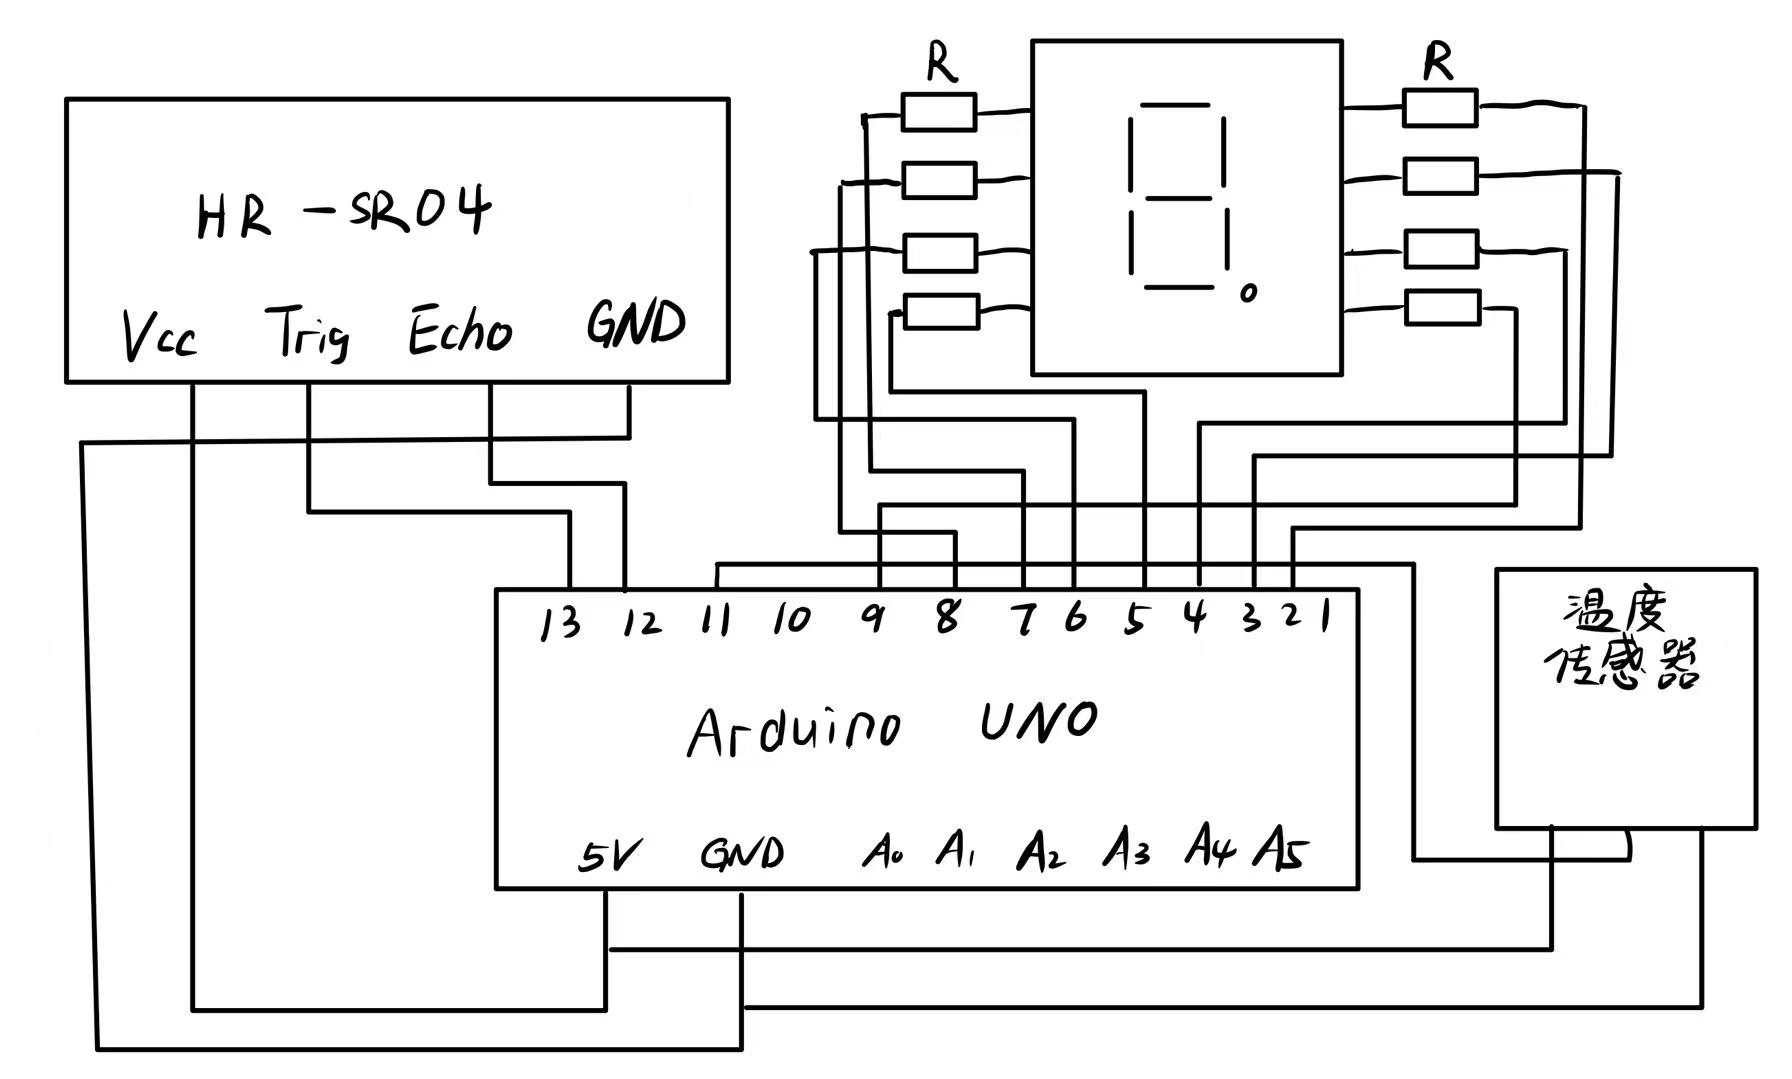 R R
HR-SR04
Vcc Trig Echo GND
13 12 11 10 9 8 7 6 5 4 3 2 1
Arduino UNO
5V GND A0 A1 A2 A3 A4 A5
温度
传感器